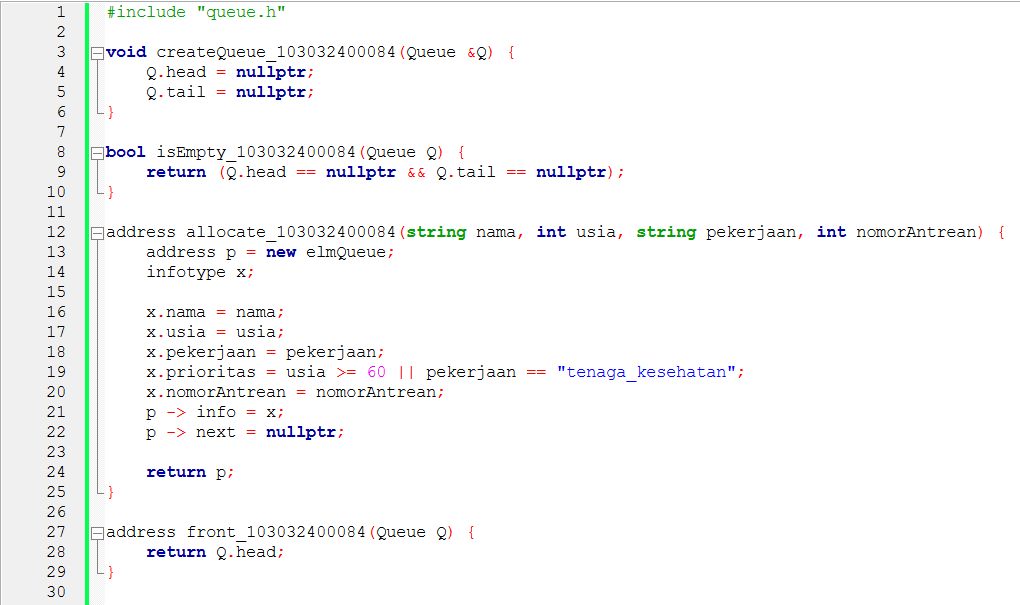 1 #include "queue.h"
2
3 void createQueue_103032400084(Queue &Q) {
4 Q.head = nullptr;
5 Q.tail = nullptr;
6 }
7
8 bool isEmpty_103032400084(Queue Q) {
9 return (Q.head == nullptr && Q.tail == nullptr);
10 }
11
12 address allocate_103032400084(string nama, int usia, string pekerjaan, int nomorAntrean) {
13 address p = new elmQueue;
14 infotype x;
15
16 x.nama = nama;
17 x.usia = usia;
18 x.pekerjaan = pekerjaan;
19 x.prioritas = usia >= 60 || pekerjaan == "tenaga_kesehatan";
20 x.nomorAntrean = nomorAntrean;
21 p -> info = x;
22 p -> next = nullptr;
23
24 return p;
25 }
26
27 address front_103032400084(Queue Q) {
28 return Q.head;
29 }
30